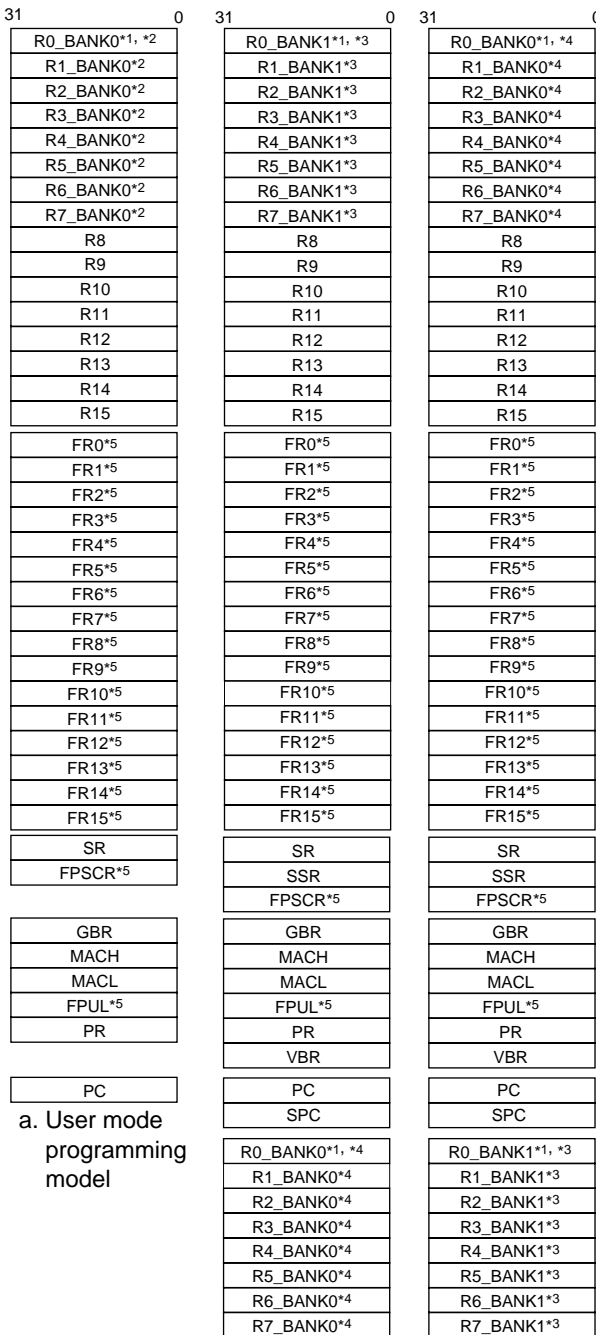 31 0
R0_BANK0*1, *2
R1_BANK0*2
R2_BANK0*2
R3_BANK0*2
R4_BANK0*2
R5_BANK0*2
R6_BANK0*2
R7_BANK0*2
R8
R9
R10
R11
R12
R13
R14
R15
FR0*5
FR1*5
FR2*5
FR3*5
FR4*5
FR5*5
FR6*5
FR7*5
FR8*5
FR9*5
FR10*5
FR11*5
FR12*5
FR13*5
FR14*5
FR15*5
SR
FPSCR*5
GBR
MACH
MACL
FPUL*5
PR
PC
a. User mode
programming
model
31 0
R0_BANK1*1, *3
R1_BANK1*3
R2_BANK1*3
R3_BANK1*3
R4_BANK1*3
R5_BANK1*3
R6_BANK1*3
R7_BANK1*3
R8
R9
R10
R11
R12
R13
R14
R15
FR0*5
FR1*5
FR2*5
FR3*5
FR4*5
FR5*5
FR6*5
FR7*5
FR8*5
FR9*5
FR10*5
FR11*5
FR12*5
FR13*5
FR14*5
FR15*5
SR
SSR
FPSCR*5
GBR
MACH
MACL
FPUL*5
PR
VBR
PC
SPC
R0_BANK0*1, *4
R1_BANK0*4
R2_BANK0*4
R3_BANK0*4
R4_BANK0*4
R5_BANK0*4
R6_BANK0*4
R7_BANK0*4
31 0
R0_BANK0*1, *4
R1_BANK0*4
R2_BANK0*4
R3_BANK0*4
R4_BANK0*4
R5_BANK0*4
R6_BANK0*4
R7_BANK0*4
R8
R9
R10
R11
R12
R13
R14
R15
FR0*5
FR1*5
FR2*5
FR3*5
FR4*5
FR5*5
FR6*5
FR7*5
FR8*5
FR9*5
FR10*5
FR11*5
FR12*5
FR13*5
FR14*5
FR15*5
SR
SSR
FPSCR*5
GBR
MACH
MACL
FPUL*5
PR
VBR
PC
SPC
R0_BANK1*1, *3
R1_BANK1*3
R2_BANK1*3
R3_BANK1*3
R4_BANK1*3
R5_BANK1*3
R6_BANK1*3
R7_BANK1*3